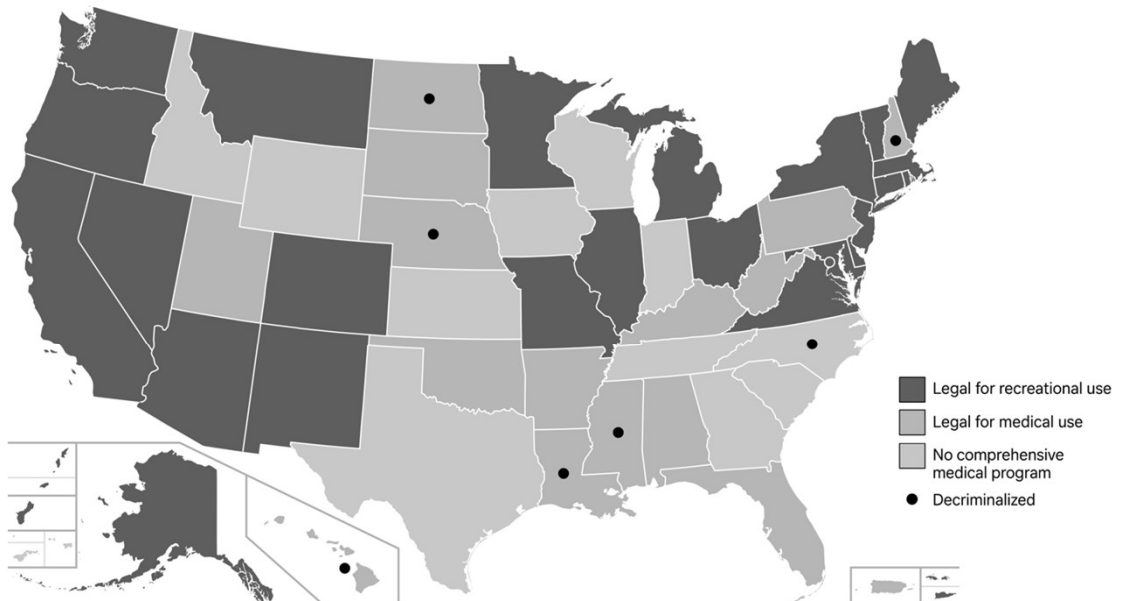 Legal for recreational use
Legal for medical use
No comprehensive
medical program
Decriminalized